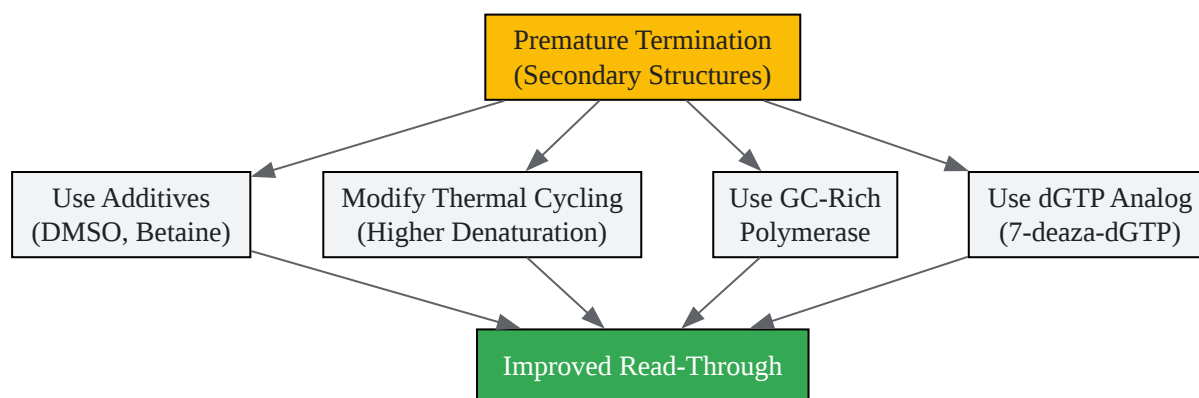 Premature Termination
(Secondary Structures)
Use Additives
(DMSO, Betaine)
Modify Thermal Cycling
(Higher Denaturation)
Use GC-Rich
Polymerase
Use dGTP Analog
(7-deaza-dGTP)
Improved Read-Through